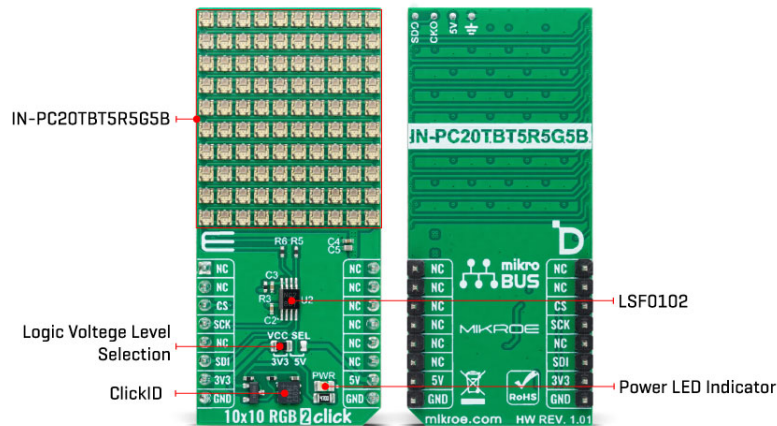 SDO
CKO
5V
IN-PC20TBT5R5G5B
IN-PC20TBT5R5G5B
R6 R5
C4
C5
NC
NC
CS
SCK
NC
SDI
3V3
GND
C3
R3
C2
U2
VCC SEL
3V3 5V
PWR
NC
NC
NC
NC
NC
NC
5V
GND
10x10 RGB 2 click
Logic Voltege Level
Selection
ClickID
NC
NC
NC
NC
NC
NC
5V
GND
mikro
BUS
MIKROE
RoHS
NC
NC
CS
SCK
NC
SDI
3V3
GND
mikroe.com HW REV. 1.01
LSF0102
Power LED Indicator